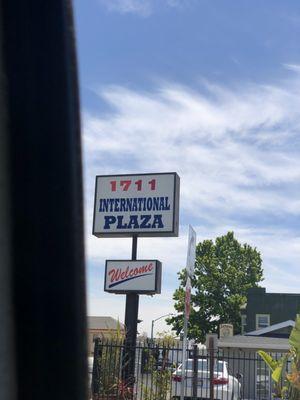 1711
INTERNATIONAL
PLAZA
Welcome